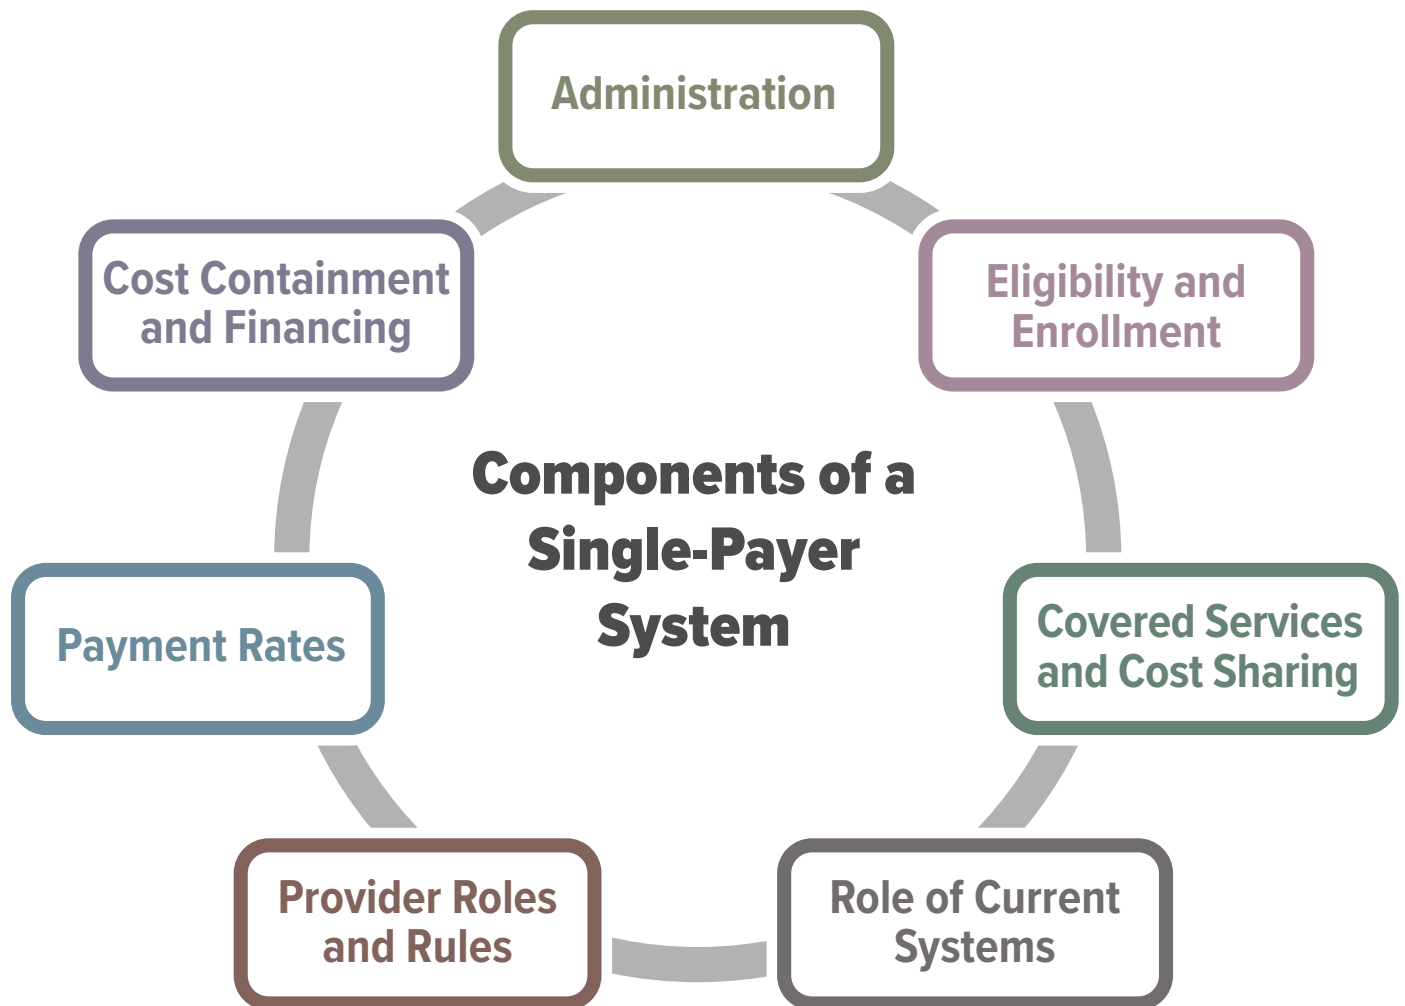 Administration
Eligibility and
Enrollment
Covered Services
and Cost Sharing
Role of Current
Systems
Provider Roles
and Rules
Payment Rates
Cost Containment
and Financing
Components of a
Single-Payer
System